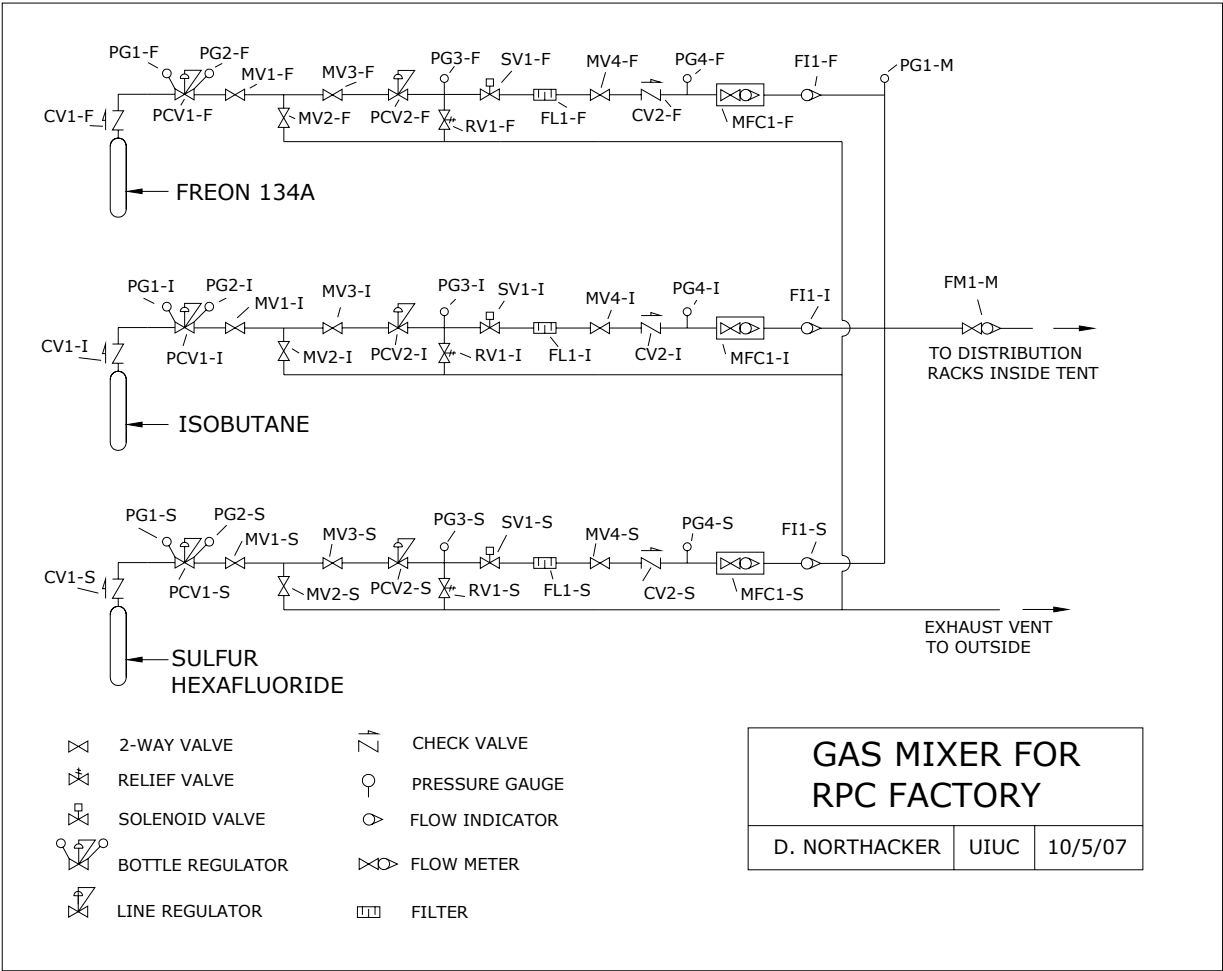 PG1-F
PG2-F
MV1-F
MV3-F
PG3-F
SV1-F
MV4-F
PG4-F
FI1-F
PG1-M
CV1-F
PCV1-F
MV2-F
PCV2-F
RV1-F
FL1-F
CV2-F
MFC1-F
FREON 134A
PG1-I
PG2-I
MV1-I
MV3-I
PG3-I
SV1-I
MV4-I
PG4-I
FI1-I
FM1-M
CV1-I
PCV1-I
MV2-I
PCV2-I
RV1-I
FL1-I
CV2-I
MFC1-I
TO DISTRIBUTION
RACKS INSIDE TENT
ISOBUTANE
PG1-S
PG2-S
MV1-S
MV3-S
PG3-S
SV1-S
MV4-S
PG4-S
FI1-S
CV1-S
PCV1-S
MV2-S
PCV2-S
RV1-S
FL1-S
CV2-S
MFC1-S
EXHAUST VENT
TO OUTSIDE
SULFUR
HEXAFLUORIDE
2-WAY VALVE
RELIEF VALVE
SOLENOID VALVE
BOTTLE REGULATOR
LINE REGULATOR
CHECK VALVE
PRESSURE GAUGE
FLOW INDICATOR
FLOW METER
FILTER
GAS MIXER FOR
RPC FACTORY
D. NORTHACKER UIUC 10/5/07